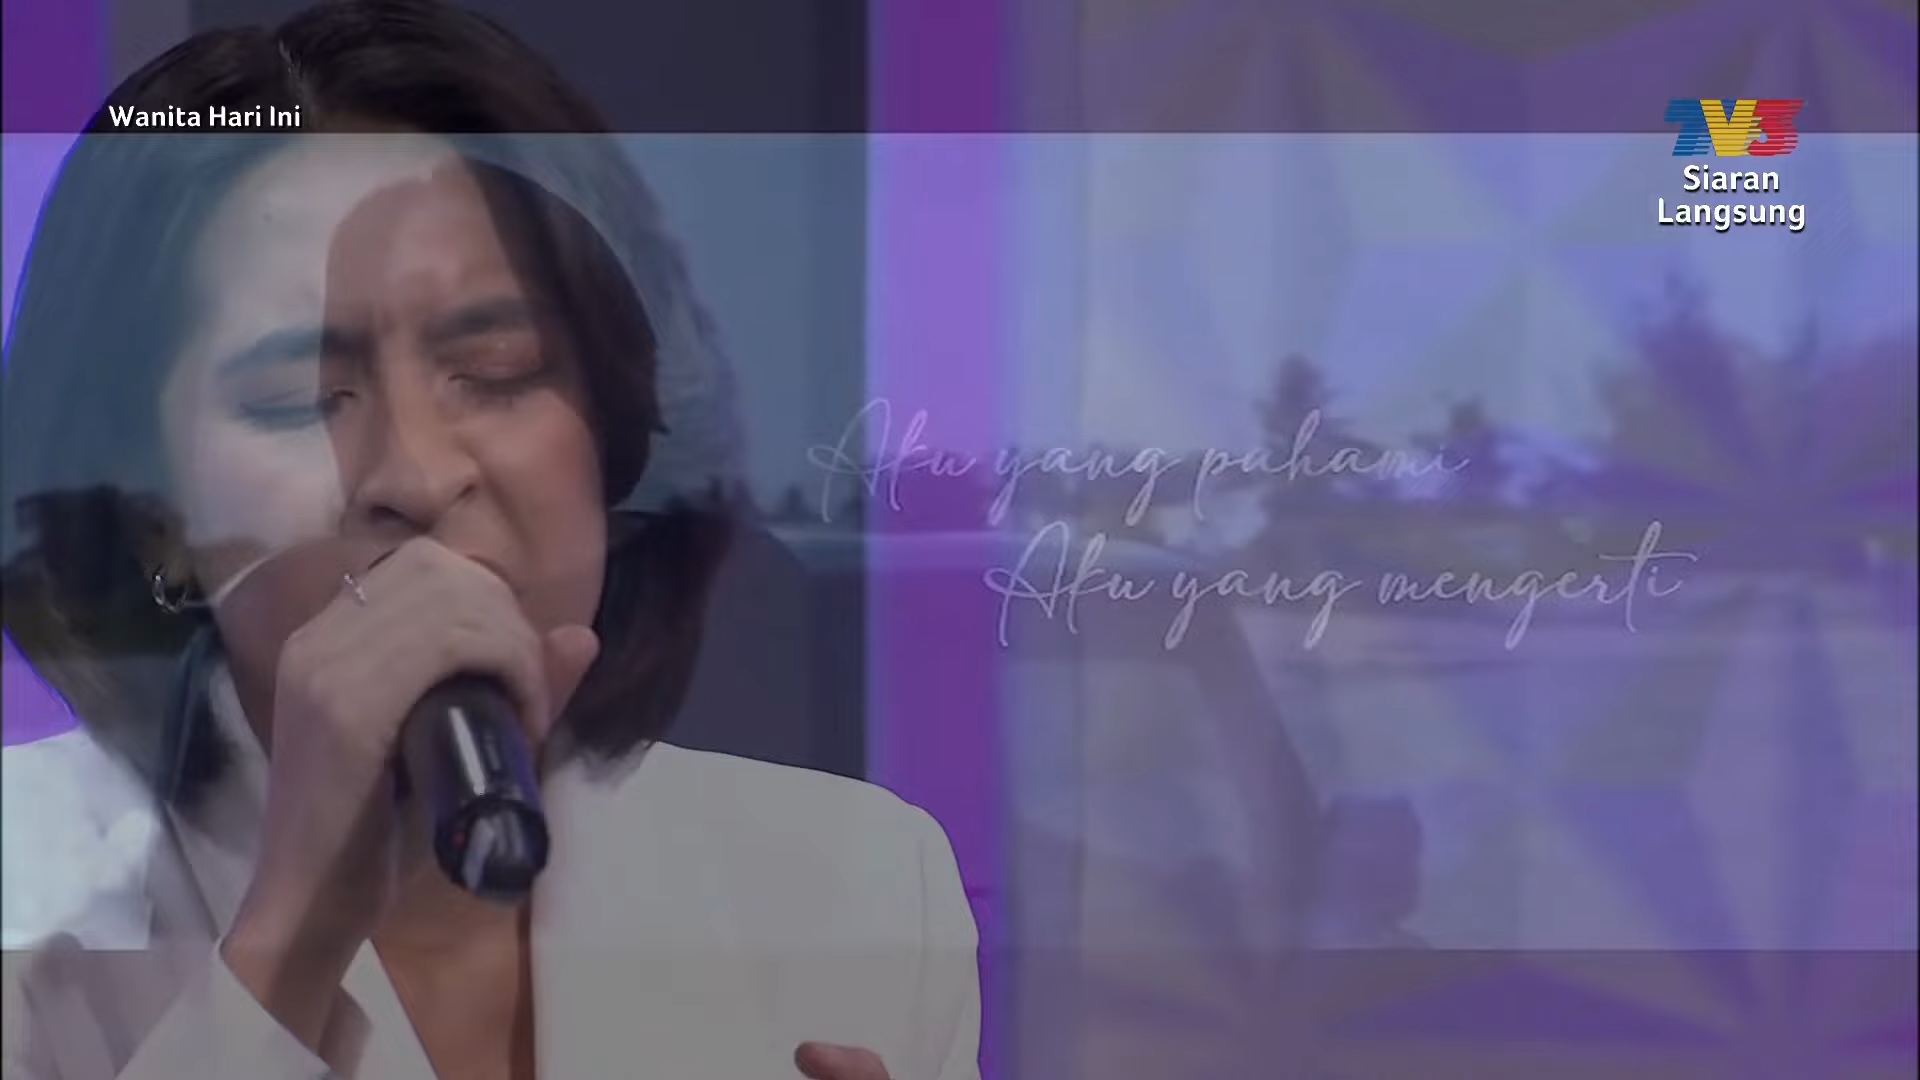 Wanita Hari Ini
TV3
Siaran
Langsung
Aku yang pahami
Aku yang mengerti